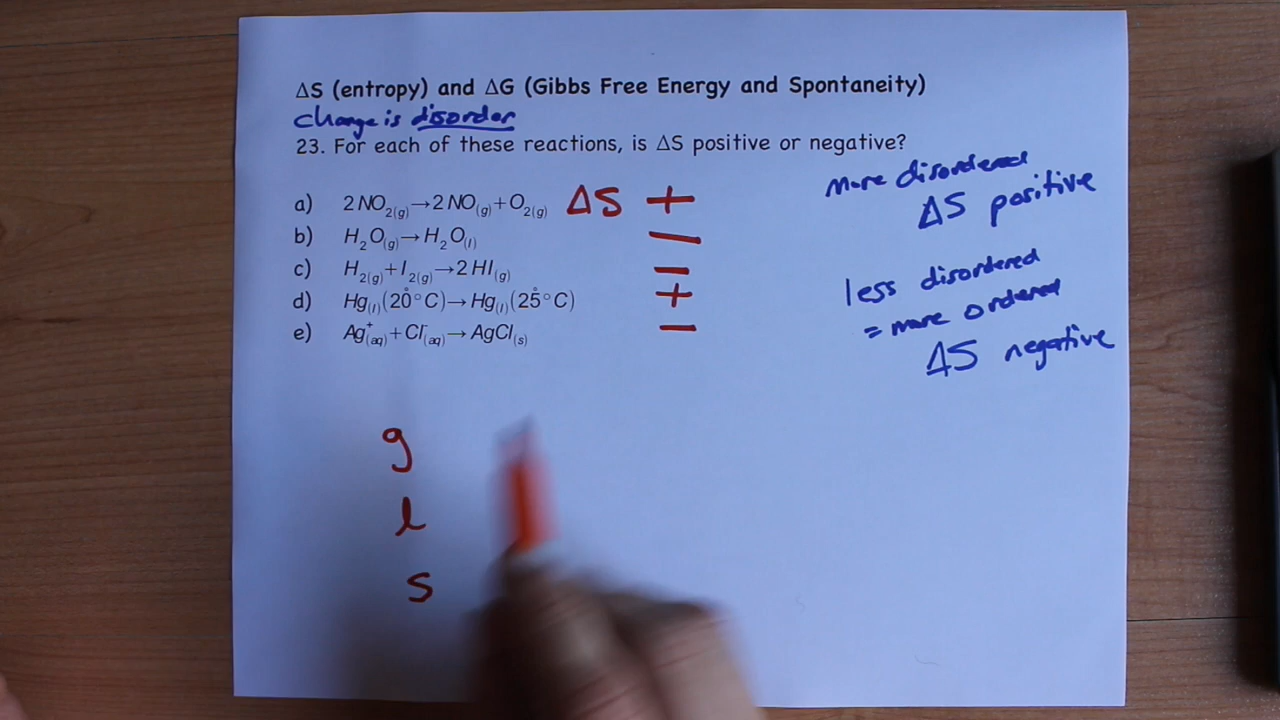 ΔS (entropy) and ΔG (Gibbs Free Energy and Spontaneity)
change is disorder
23. For each of these reactions, is ΔS positive or negative?
a) 2NO₂(g)→2NO(g)+O₂(g) ΔS +
b) H₂O(g)→H₂O(l) −
c) H₂(g)+I₂(g)→2HI(g) −
d) Hg(l)(20°C)→Hg(l)(25°C) +
e) Ag⁺(aq)+Cl⁻(aq)→AgCl(s) −
more disordered
ΔS positive
less disordered
= more ordered
ΔS negative
g
l
s